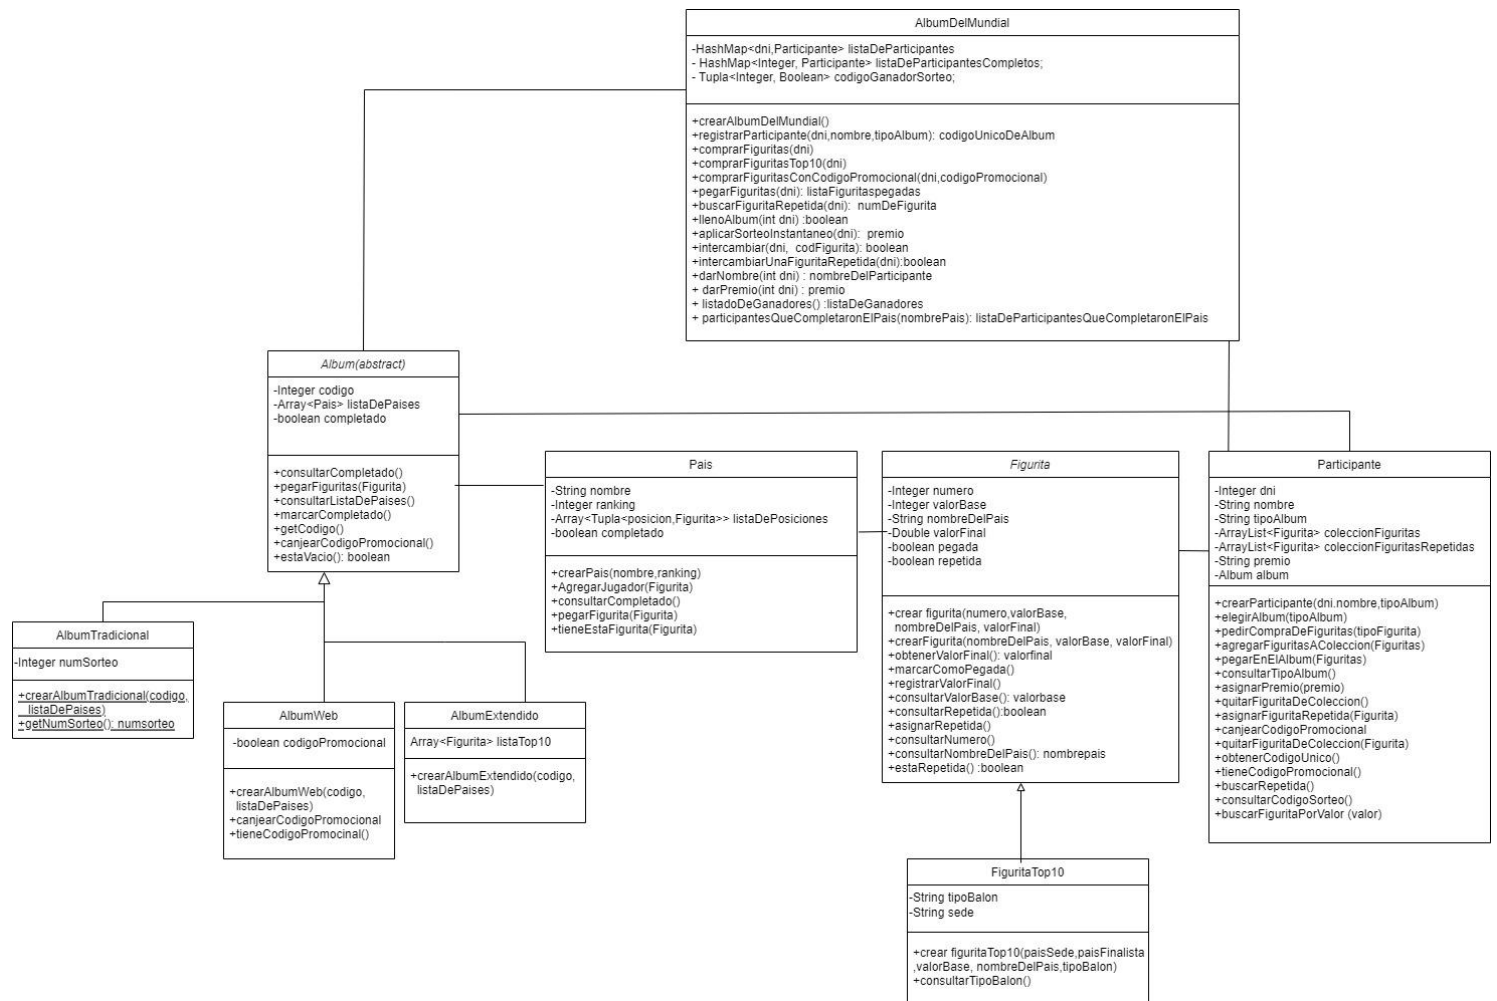 AlbumDelMundial
-HashMap<dni,Participante> listaDeParticipantes
- HashMap<Integer, Participante> listaDeParticipantesCompletos;
- Tupla<Integer, Boolean> codigoGanadorSorteo;
+crearAlbumDelMundial()
+registrarParticipante(dni,nombre,tipoAlbum): codigoUnicoDeAlbum
+comprarFiguritas(dni)
+comprarFiguritasTop10(dni)
+comprarFiguritasConCodigoPromocional(dni,codigoPromocional)
+pegarFiguritas(dni): listaFiguritaspegadas
+buscarFiguritaRepetida(dni): numDeFigurita
+llenoAlbum(int dni) :boolean
+aplicarSorteoInstantaneo(dni): premio
+intercambiar(dni, codFigurita): boolean
+intercambiarUnaFiguritaRepetida(dni):boolean
+darNombre(int dni) : nombreDelParticipante
+ darPremio(int dni) : premio
+ listadoDeGanadores() :listaDeGanadores
+ participantesQueCompletaronElPais(nombrePais): listaDeParticipantesQueCompletaronElPais
Album(abstract)
-Integer codigo
-Array<Pais> listaDePaises
-boolean completado
+consultarCompletado()
+pegarFiguritas(Figurita)
+consultarListaDePaises()
+marcarCompletado()
+getCodigo()
+canjearCodigoPromocional()
+estaVacio(): boolean
Pais
-String nombre
-Integer ranking
-Array<Tupla<posicion,Figurita>> listaDePosiciones
-boolean completado
+crearPais(nombre,ranking)
+AgregarJugador(Figurita)
+consultarCompletado()
+pegarFigurita(Figurita)
+tieneEstaFigurita(Figurita)
Figurita
-Integer numero
-Integer valorBase
-String nombreDelPais
-Double valorFinal
-boolean pegada
-boolean repetida
+crear figurita(numero,valorBase,
nombreDelPais, valorFinal)
+crearFigurita(nombreDelPais, valorBase, valorFinal)
+obtenerValorFinal(): valorfinal
+marcarComoPegada()
+registrarValorFinal()
+consultarValorBase(): valorbase
+consultarRepetida():boolean
+asignarRepetida()
+consultarNumero()
+consultarNombreDelPais(): nombrepais
+estaRepetida() :boolean
Participante
-Integer dni
-String nombre
-String tipoAlbum
-ArrayList<Figurita> coleccionFiguritas
-ArrayList<Figurita> coleccionFiguritasRepetidas
-String premio
-Album album
+crearParticipante(dni.nombre,tipoAlbum)
+elegirAlbum(tipoAlbum)
+pedirCompraDeFiguritas(tipoFigurita)
+agregarFiguritasAColeccion(Figuritas)
+pegarEnElAlbum(Figuritas)
+consultarTipoAlbum()
+asignarPremio(premio)
+quitarFiguritaDeColeccion()
+asignarFiguritaRepetida(Figurita)
+canjearCodigoPromocional
+quitarFiguritaDeColeccion(Figurita)
+obtenerCodigoUnico()
+tieneCodigoPromocional()
+buscarRepetida()
+consultarCodigoSorteo()
+buscarFiguritaPorValor (valor)
AlbumTradicional
-Integer numSorteo
+crearAlbumTradicional(codigo,
listaDePaises)
+getNumSorteo(): numsorteo
AlbumWeb
-boolean codigoPromocional
+crearAlbumWeb(codigo,
listaDePaises)
+canjearCodigoPromocional
+tieneCodigoPromocinal()
AlbumExtendido
Array<Figurita> listaTop10
+crearAlbumExtendido(codigo,
listaDePaises)
FiguritaTop10
-String tipoBalon
-String sede
+crear figuritaTop10(paisSede,paisFinalista
,valorBase, nombreDelPais,tipoBalon)
+consultarTipoBalon()